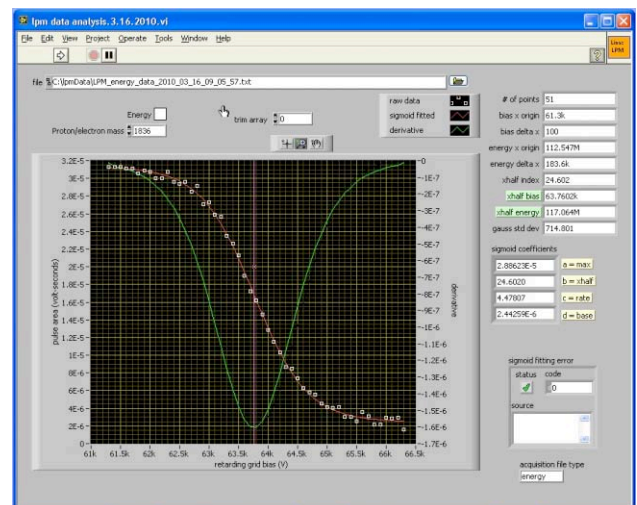 lpm data analysis.3.16.2010.vi
File Edit View Project Operate Tools Window Help
Univ LPM
file C:\lpmData\LPM_energy_data_2010_03_16_09_05_57.txt
Energy
Proton/electron mass 1836
trim array 0
raw data
sigmoid fitted
derivative
# of points 51
bias x origin 61.3k
bias delta x 100
energy x origin 112.547M
energy delta x 183.6k
xhalf index 24.602
xhalf bias 63.7602k
xhalf energy 117.064M
gauss std dev 714.801
sigmoid coefficients
2.88623E-5 a = max
24.6020 b = xhalf
4.47807 c = rate
2.44259E-6 d = base
sigmoid fitting error
status code
0
source
acquisition file type
energy
pulse area (volt-seconds)
3.2E-5
3E-5
2.8E-5
2.6E-5
2.4E-5
2.2E-5
2E-5
1.8E-5
1.6E-5
1.4E-5
1.2E-5
1E-5
8E-6
6E-6
4E-6
2E-6
0
61k 61.5k 62k 62.5k 63k 63.5k 64k 64.5k 65k 65.5k 66k 66.5k
retarding grid bias (V)
0
-1E-7
-2E-7
-3E-7
-4E-7
-5E-7
-6E-7
-7E-7
-8E-7
-9E-7
-1E-6
-1.1E-6
-1.2E-6
-1.3E-6
-1.4E-6
-1.5E-6
-1.6E-6
-1.7E-6
derivative